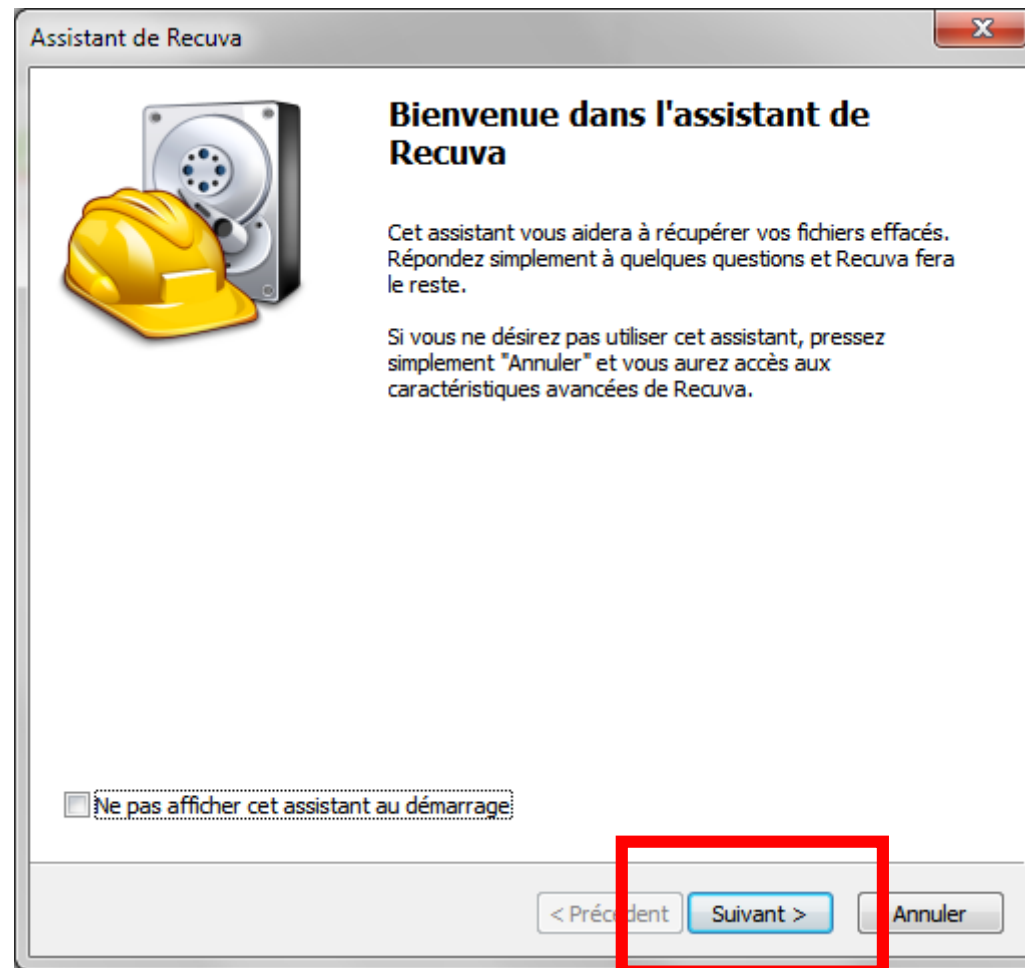 Assistant de Recuva
Bienvenue dans l'assistant de
Recuva
Cet assistant vous aidera à récupérer vos fichiers effacés.
Répondez simplement à quelques questions et Recuva fera
le reste.
Si vous ne désirez pas utiliser cet assistant, pressez
simplement "Annuler" et vous aurez accès aux
caractéristiques avancées de Recuva.
Ne pas afficher cet assistant au démarrage
< Précédent Suivant > Annuler